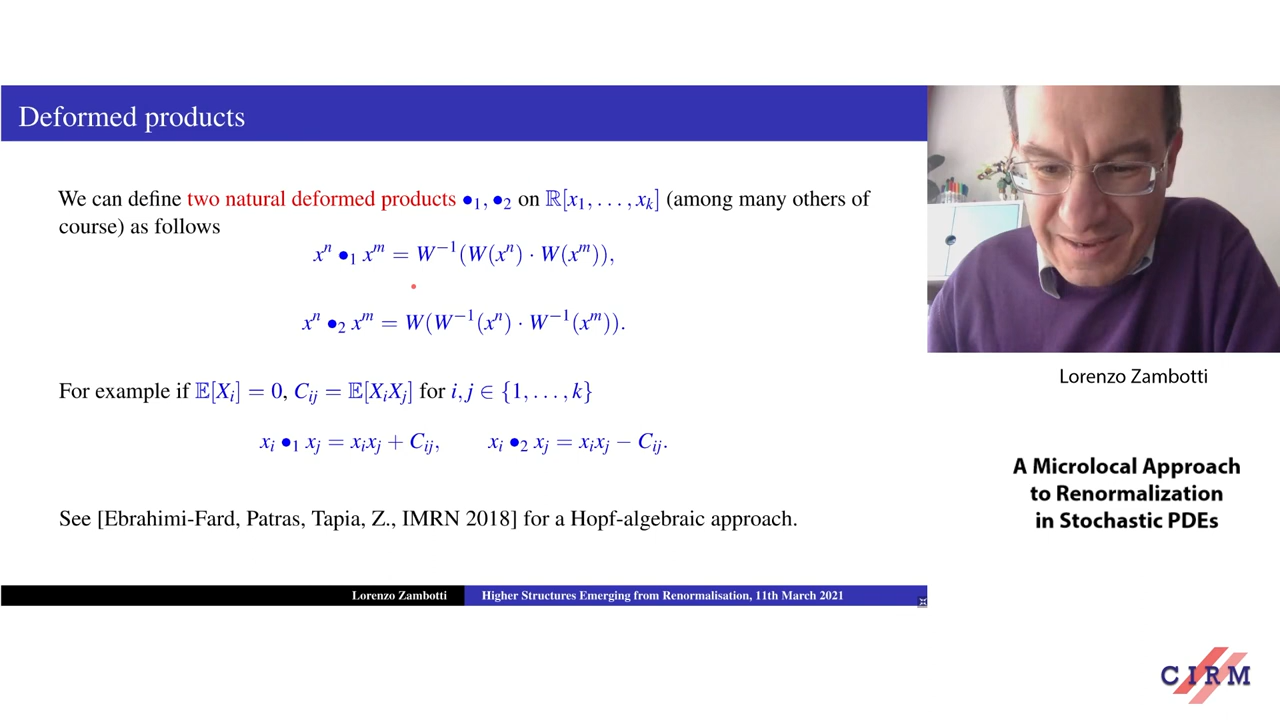 Deformed products
We can define two natural deformed products •₁, •₂ on ℝ[x₁, . . . , xₖ] (among many others of
course) as follows
xⁿ •₁ xᵐ = W⁻¹(W(xⁿ) · W(xᵐ)),
xⁿ •₂ xᵐ = W(W⁻¹(xⁿ) · W⁻¹(xᵐ)).
For example if 𝔼[Xᵢ] = 0, Cᵢⱼ = 𝔼[XᵢXⱼ] for i, j ∈ {1, . . . , k}
xᵢ •₁ xⱼ = xᵢxⱼ + Cᵢⱼ, xᵢ •₂ xⱼ = xᵢxⱼ − Cᵢⱼ.
See [Ebrahimi-Fard, Patras, Tapia, Z., IMRN 2018] for a Hopf-algebraic approach.
Lorenzo Zambotti Higher Structures Emerging from Renormalisation, 11th March 2021
Lorenzo Zambotti
A Microlocal Approach
to Renormalization
in Stochastic PDEs
CIRM